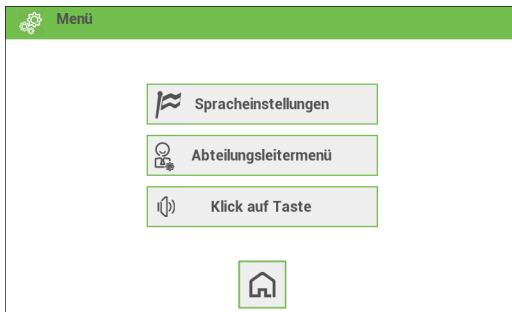 Menü
Spracheinstellungen
Abteilungsleitermenü
Klick auf Taste